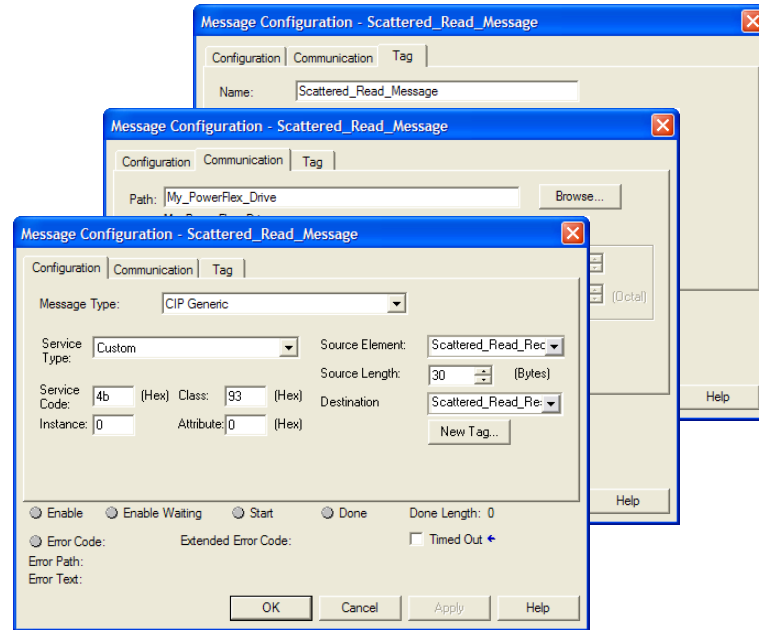 Message Configuration - Scattered_Read_Message
Configuration Communication Tag
Name: Scattered_Read_Message
Help
Message Configuration - Scattered_Read_Message
Configuration Communication Tag
Path: My_PowerFlex_Drive Browse...
(Octal)
Help
Message Configuration - Scattered_Read_Message
Configuration Communication Tag
Message Type: CIP Generic
Service Type: Custom
Source Element: Scattered_Read_Rec
Source Length: 30 (Bytes)
Service Code: 4b (Hex) Class: 93 (Hex)
Destination Scattered_Read_Re
Instance: 0 Attribute: 0 (Hex)
New Tag...
Enable Enable Waiting Start Done Done Length: 0
Error Code: Extended Error Code: Timed Out ←
Error Path:
Error Text:
OK Cancel Apply Help